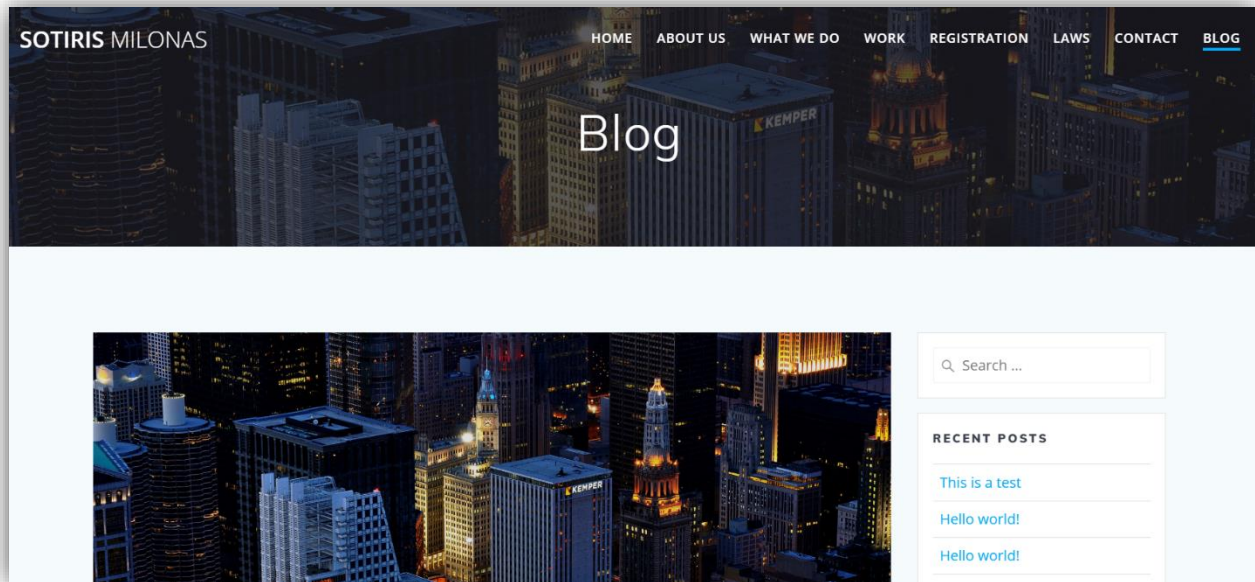 SOTIRIS MILONAS
HOME ABOUT US WHAT WE DO WORK REGISTRATION LAWS CONTACT BLOG
KEMPER
Blog
Search ...
RECENT POSTS
This is a test
KEMPER
Hello world!
Hello world!